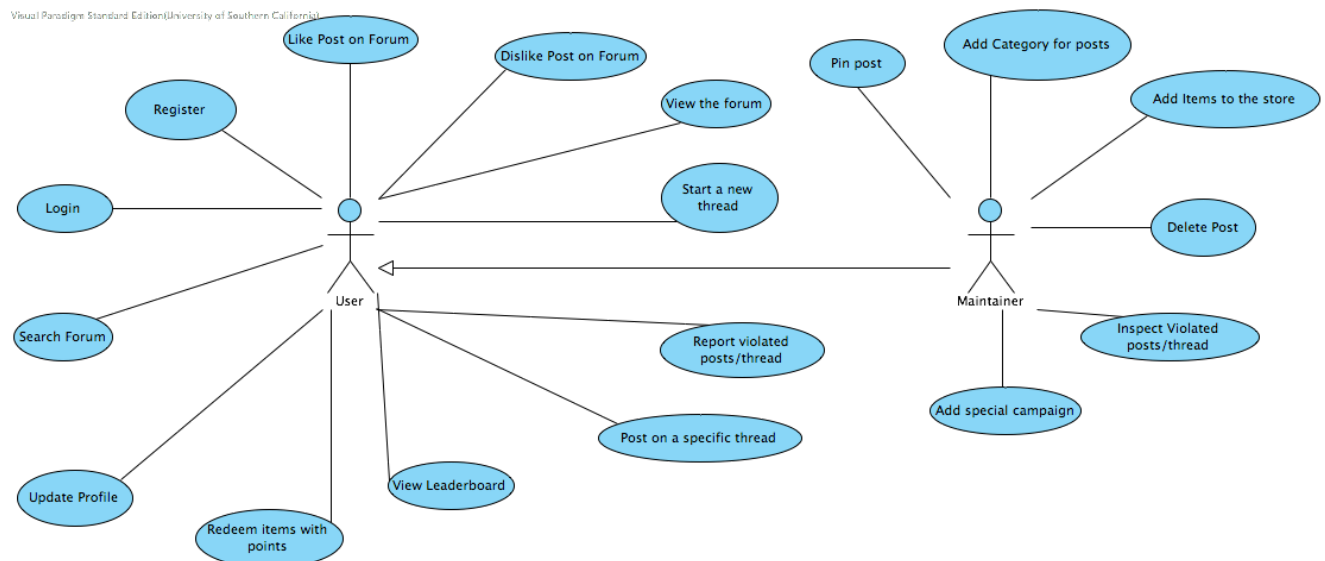 Visual Paradigm Standard Edition(University of Southern California)
Like Post on Forum
Dislike Post on Forum
Pin post
Add Category for posts
Register
View the forum
Add Items to the store
Login
Start a new
thread
Delete Post
User
Maintainer
Search Forum
Report violated
posts/thread
Inspect Violated
posts/thread
Add special campaign
Post on a specific thread
Update Profile
View Leaderboard
Redeem items with
points